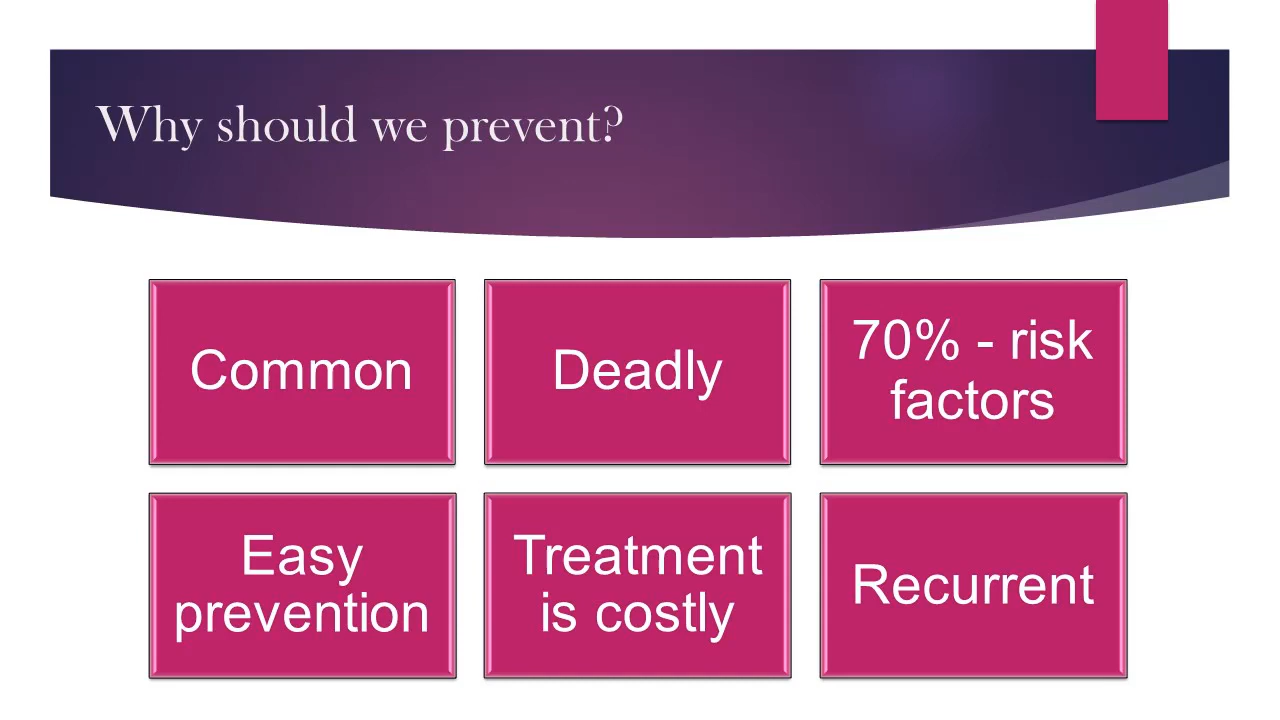 Why should we prevent?
Common
Deadly
70% - risk
factors
Easy
prevention
Treatment
is costly
Recurrent